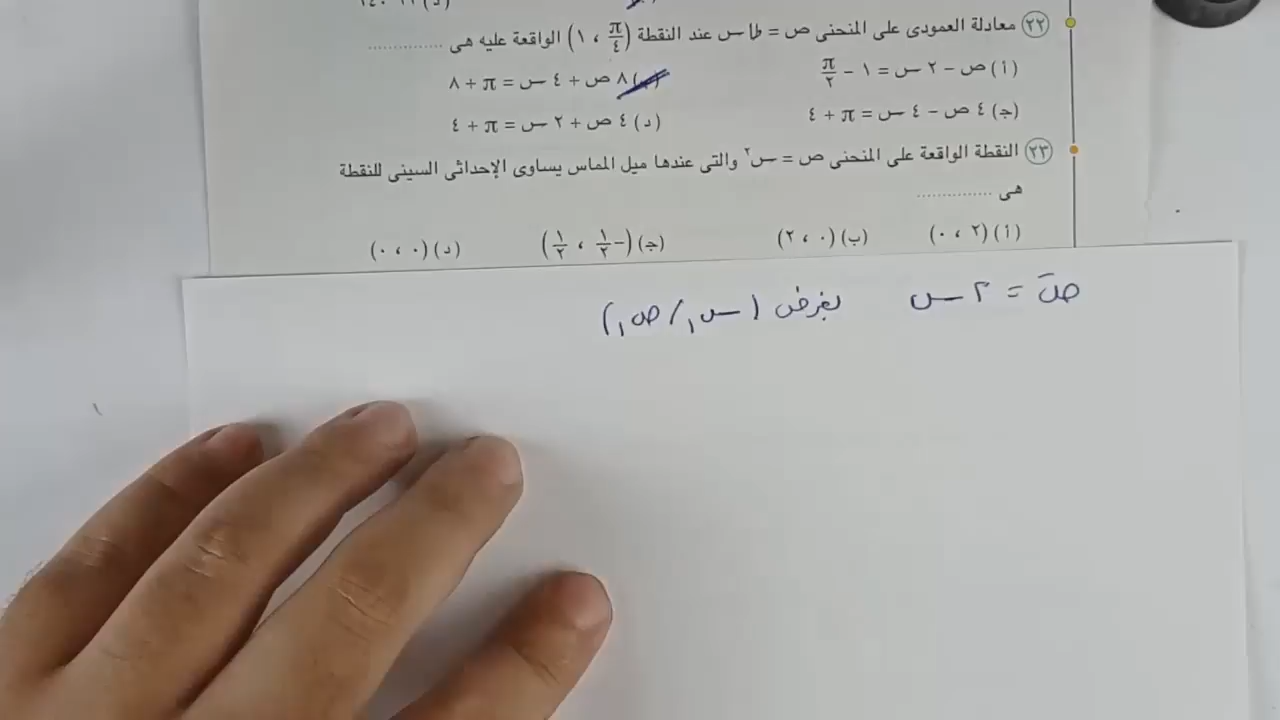 ٢٢ معادلة العمودى على المنحنى ص = طا س عند النقطة (π/٤ ، ١) الواقعة عليه هى ...............
(أ) ص – ٢ س = ١ – π/٢
٨ ص + ٤ س = π + ٨
(جـ) ٤ ص – ٤ س = π + ٤
(د) ٤ ص + ٢ س = π + ٤
٢٣ النقطة الواقعة على المنحنى ص = س٢ والتى عندها ميل المماس يساوى الإحداثى السينى للنقطة
هى ...............
(أ) (٢ ، ٠)
(ب) (٠ ، ٢)
(جـ) (–١/٢ ، ١/٢)
(د) (٠ ، ٠)
صَ = ٢ س بفرض (س١ / ص١)